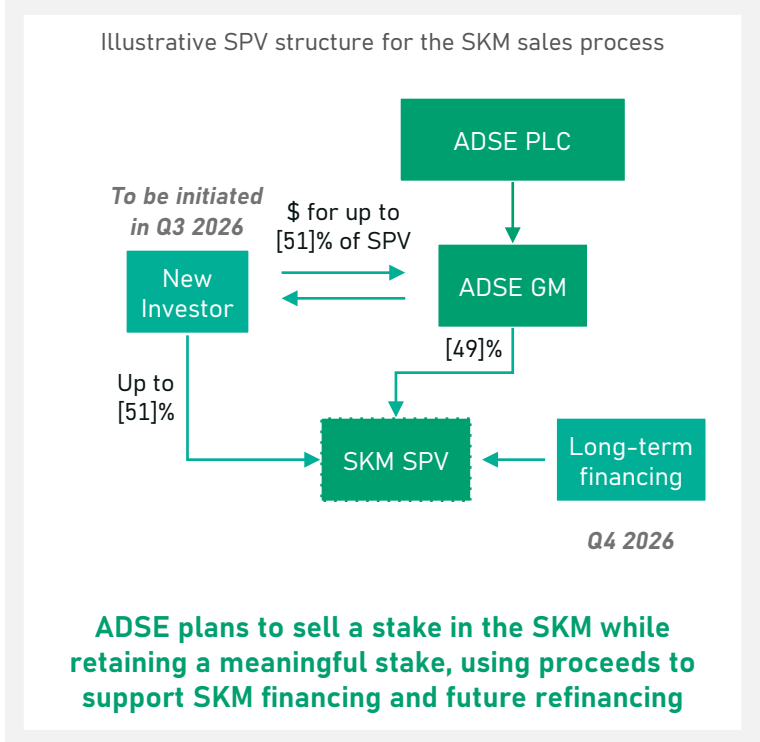 Illustrative SPV structure for the SKM sales process
ADSE PLC
To be initiated
in Q3 2026
$ for up to
[51]% of SPV
New
Investor
ADSE GM
[49]%
Up to
[51]%
SKM SPV
Long-term
financing
Q4 2026
ADSE plans to sell a stake in the SKM while
retaining a meaningful stake, using proceeds to
support SKM financing and future refinancing